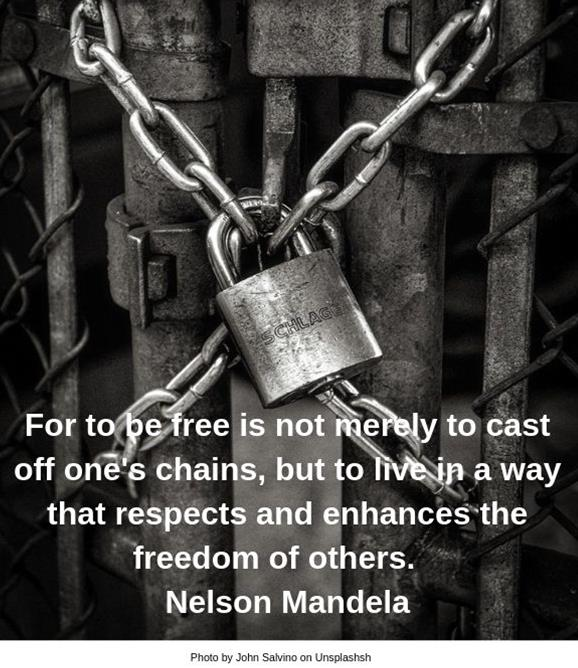 SCHLAGE
For to be free is not merely to cast
off one's chains, but to live in a way
that respects and enhances the
freedom of others.
Nelson Mandela
Photo by John Salvino on Unsplashsh